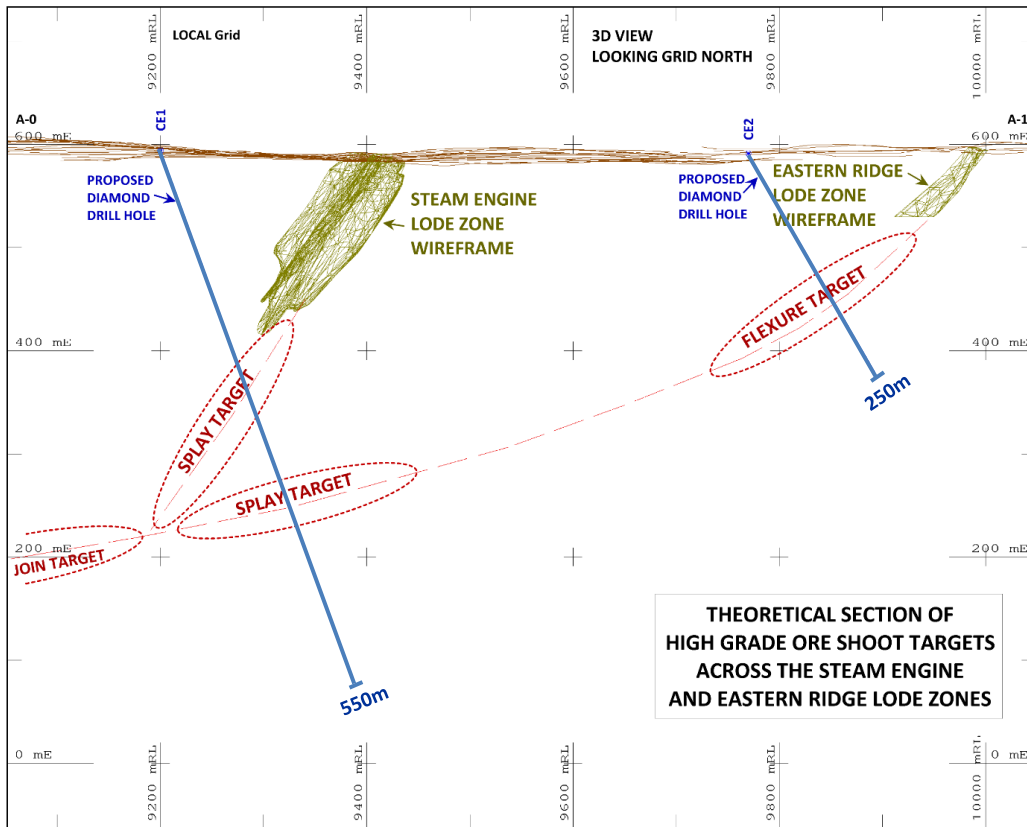 LOCAL Grid
3D VIEW
LOOKING GRID NORTH
9200 mRL
9400 mRL
9600 mRL
9800 mRL
10000 mRL
A-0
A-1
CE1
CE2
600 mE
600 mE
PROPOSED
DIAMOND
DRILL HOLE
STEAM ENGINE
LODE ZONE
WIREFRAME
PROPOSED
DIAMOND
DRILL HOLE
EASTERN RIDGE
LODE ZONE
WIREFRAME
FLEXURE TARGET
400 mE
400 mE
250m
SPLAY TARGET
SPLAY TARGET
200 mE
200 mE
JOIN TARGET
THEORETICAL SECTION OF
HIGH GRADE ORE SHOOT TARGETS
ACROSS THE STEAM ENGINE
AND EASTERN RIDGE LODE ZONES
550m
0 mE
0 mE
9200 mRL
9400 mRL
9600 mRL
9800 mRL
10000 mRL